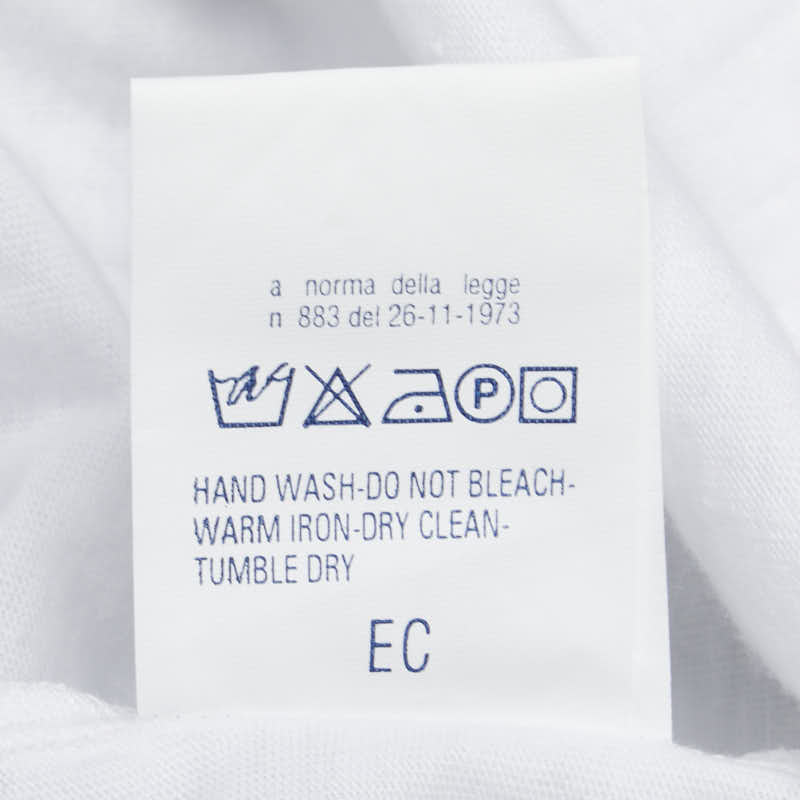 a norma della legge
n 883 del 26-11-1973
P
HAND WASH-DO NOT BLEACH-
WARM IRON-DRY CLEAN-
TUMBLE DRY
EC